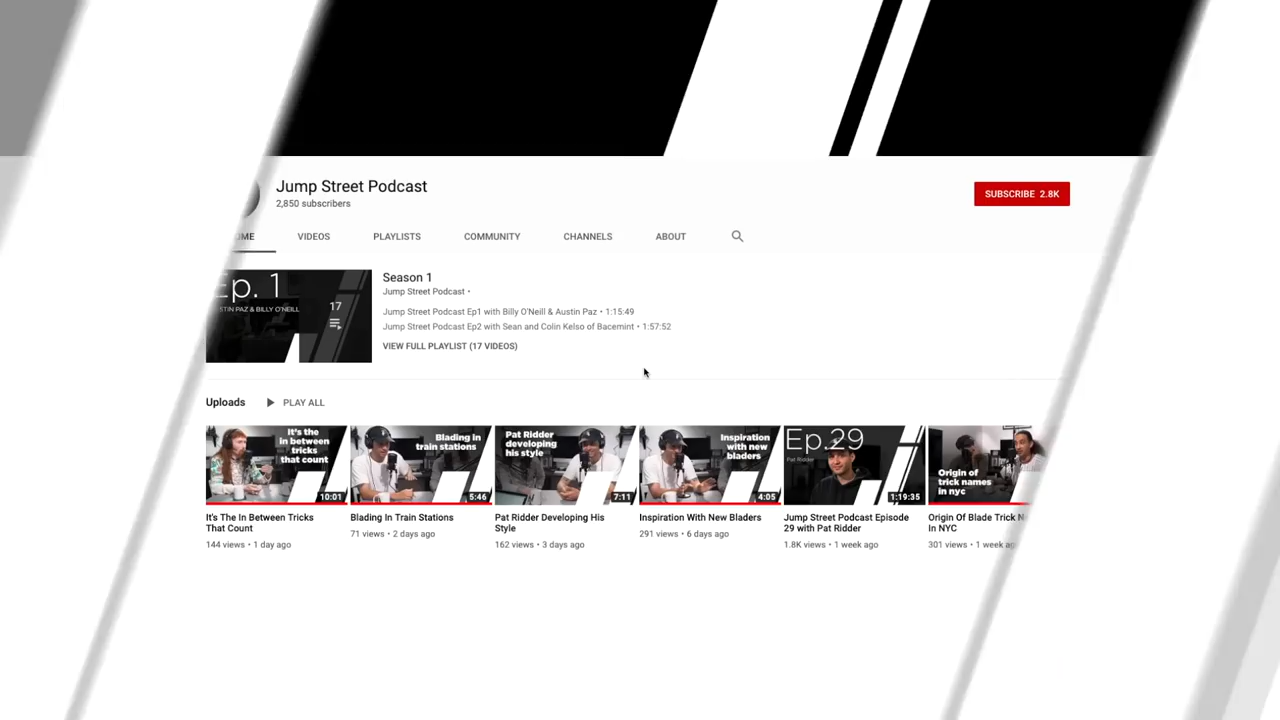 Jump Street Podcast
2,850 subscribers
SUBSCRIBE 2.8K
OME
VIDEOS
PLAYLISTS
COMMUNITY
CHANNELS
ABOUT
Ep. 1
STIN PAZ & BILLY O'NEILL
17
Season 1
Jump Street Podcast •
Jump Street Podcast Ep1 with Billy O'Neill & Austin Paz • 1:15:49
Jump Street Podcast Ep2 with Sean and Colin Kelso of Bacemint • 1:57:52
VIEW FULL PLAYLIST (17 VIDEOS)
Uploads
PLAY ALL
It's the
in between
tricks
that count
10:01
It's The In Between Tricks
That Count
144 views • 1 day ago
Blading in
train stations
5:46
Blading In Train Stations
71 views • 2 days ago
Pat Ridder
developing
his style
7:11
Pat Ridder Developing His
Style
162 views • 3 days ago
Inspiration
with new
bladers
4:05
Inspiration With New Bladers
291 views • 6 days ago
Ep.29
Pat Ridder
1:19:35
Jump Street Podcast Episode
29 with Pat Ridder
1.8K views • 1 week ago
Origin of
trick names
in nyc
Origin Of Blade Trick N
In NYC
301 views • 1 week ag